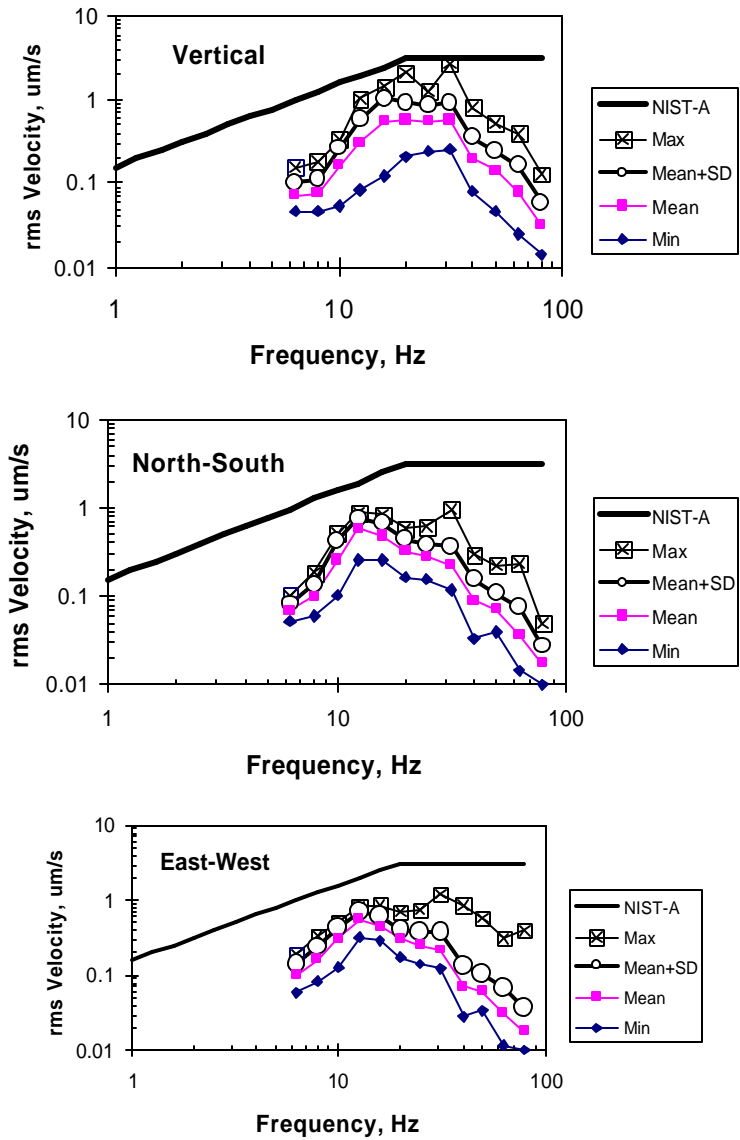 Vertical
10
1
0.1
0.01
rms Velocity, um/s
1
10
100
Frequency, Hz
NIST-A
Max
Mean+SD
Mean
Min
North-South
10
1
0.1
0.01
rms Velocity, um/s
1
10
100
Frequency, Hz
NIST-A
Max
Mean+SD
Mean
Min
East-West
10
1
0.1
0.01
rms Velocity, um/s
1
10
100
Frequency, Hz
NIST-A
Max
Mean+SD
Mean
Min